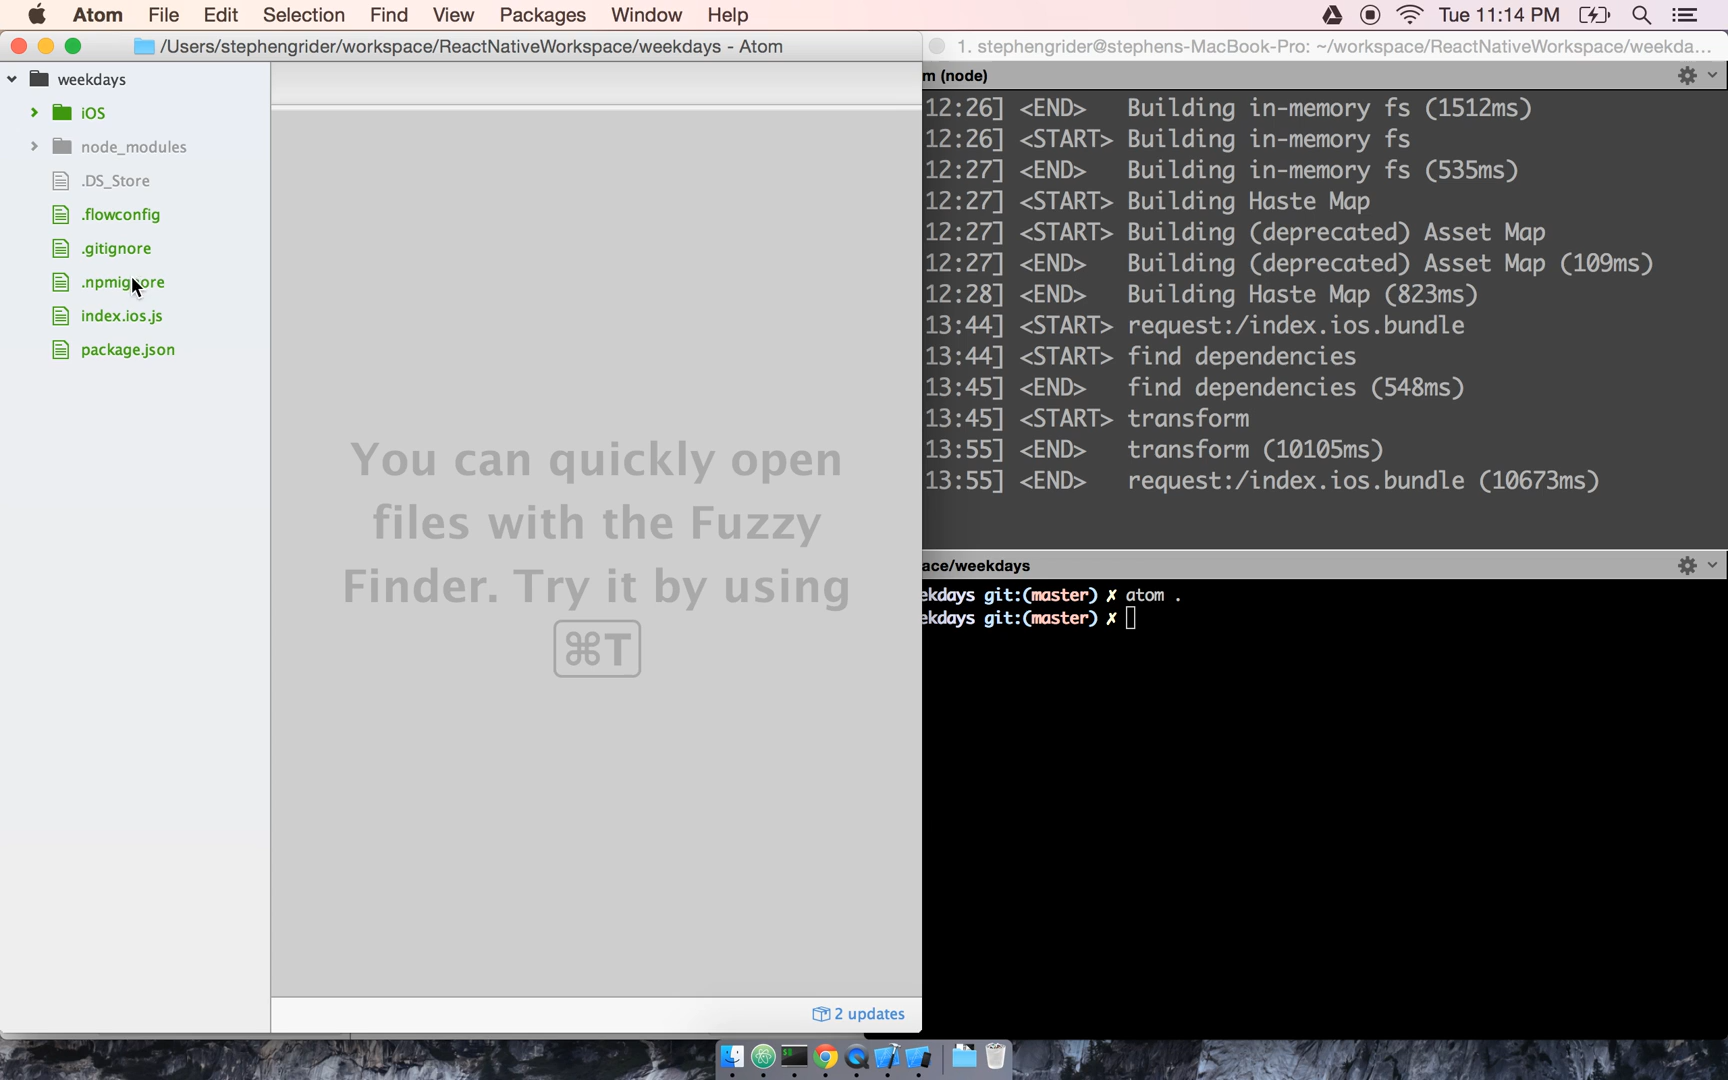 Atom File Edit Selection Find View Packages Window Help
Tue 11:14 PM
/Users/stephengrider/workspace/ReactNativeWorkspace/weekdays - Atom
weekdays
iOS
node_modules
.DS_Store
.flowconfig
.gitignore
.npmignore
index.ios.js
package.json
You can quickly open
files with the Fuzzy
Finder. Try it by using
⌘T
2 updates
1. stephengrider@stephens-MacBook-Pro: ~/workspace/ReactNativeWorkspace/weekda...
m (node)
12:26] <END> Building in-memory fs (1512ms)
12:26] <START> Building in-memory fs
12:27] <END> Building in-memory fs (535ms)
12:27] <START> Building Haste Map
12:27] <START> Building (deprecated) Asset Map
12:27] <END> Building (deprecated) Asset Map (109ms)
12:28] <END> Building Haste Map (823ms)
13:44] <START> request:/index.ios.bundle
13:44] <START> find dependencies
13:45] <END> find dependencies (548ms)
13:45] <START> transform
13:55] <END> transform (10105ms)
13:55] <END> request:/index.ios.bundle (10673ms)
ace/weekdays
ekdays git:(master) ✗ atom .
ekdays git:(master) ✗